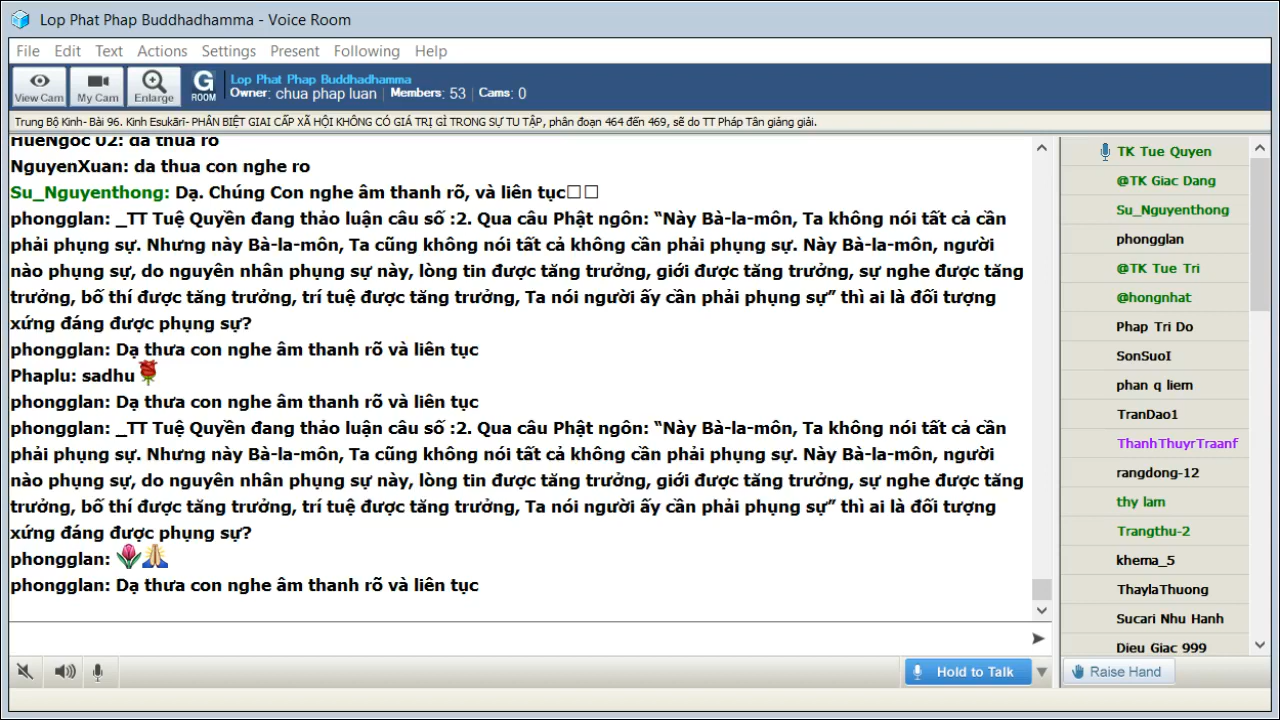 Lop Phat Phap Buddhadhamma - Voice Room
File Edit Text Actions Settings Present Following Help
View Cam My Cam Enlarge G ROOM Lop Phat Phap Buddhadhamma
Owner: chua phap luan Members: 53 Cams: 0
Trung Bộ Kinh- Bài 96. Kinh Esukārī- PHÂN BIỆT GIAI CẤP XÃ HỘI KHÔNG CÓ GIÁ TRỊ GÌ TRONG SỰ TU TẬP, phân đoạn 464 đến 469, sẽ do TT Pháp Tân giảng giải.
HueNgoc 02: da thua ro
NguyenXuan: da thua con nghe ro
Su_Nguyenthong: Dạ. Chúng Con nghe âm thanh rõ, và liên tục
phongglan: _TT Tuệ Quyền đang thảo luận câu số :2. Qua câu Phật ngôn: “Này Bà-la-môn, Ta không nói tất cả cần
phải phụng sự. Nhưng này Bà-la-môn, Ta cũng không nói tất cả không cần phải phụng sự. Này Bà-la-môn, người
nào phụng sự, do nguyên nhân phụng sự này, lòng tin được tăng trưởng, giới được tăng trưởng, sự nghe được tăng
trưởng, bố thí được tăng trưởng, trí tuệ được tăng trưởng, Ta nói người ấy cần phải phụng sự” thì ai là đối tượng
xứng đáng được phụng sự?
phongglan: Dạ thưa con nghe âm thanh rõ và liên tục
Phaplu: sadhu
phongglan: Dạ thưa con nghe âm thanh rõ và liên tục
phongglan: _TT Tuệ Quyền đang thảo luận câu số :2. Qua câu Phật ngôn: “Này Bà-la-môn, Ta không nói tất cả cần
phải phụng sự. Nhưng này Bà-la-môn, Ta cũng không nói tất cả không cần phải phụng sự. Này Bà-la-môn, người
nào phụng sự, do nguyên nhân phụng sự này, lòng tin được tăng trưởng, giới được tăng trưởng, sự nghe được tăng
trưởng, bố thí được tăng trưởng, trí tuệ được tăng trưởng, Ta nói người ấy cần phải phụng sự” thì ai là đối tượng
xứng đáng được phụng sự?
phongglan: 🌷🙏
phongglan: Dạ thưa con nghe âm thanh rõ và liên tục
TK Tue Quyen
@TK Giac Dang
Su_Nguyenthong
phongglan
@TK Tue Tri
@hongnhat
Phap Tri Do
SonSuoI
phan q liem
TranDao1
ThanhThuyrTraanf
rangdong-12
thy lam
Trangthu-2
khema_5
ThaylaThuong
Sucari Nhu Hanh
Dieu Giac 999
Hold to Talk
Raise Hand